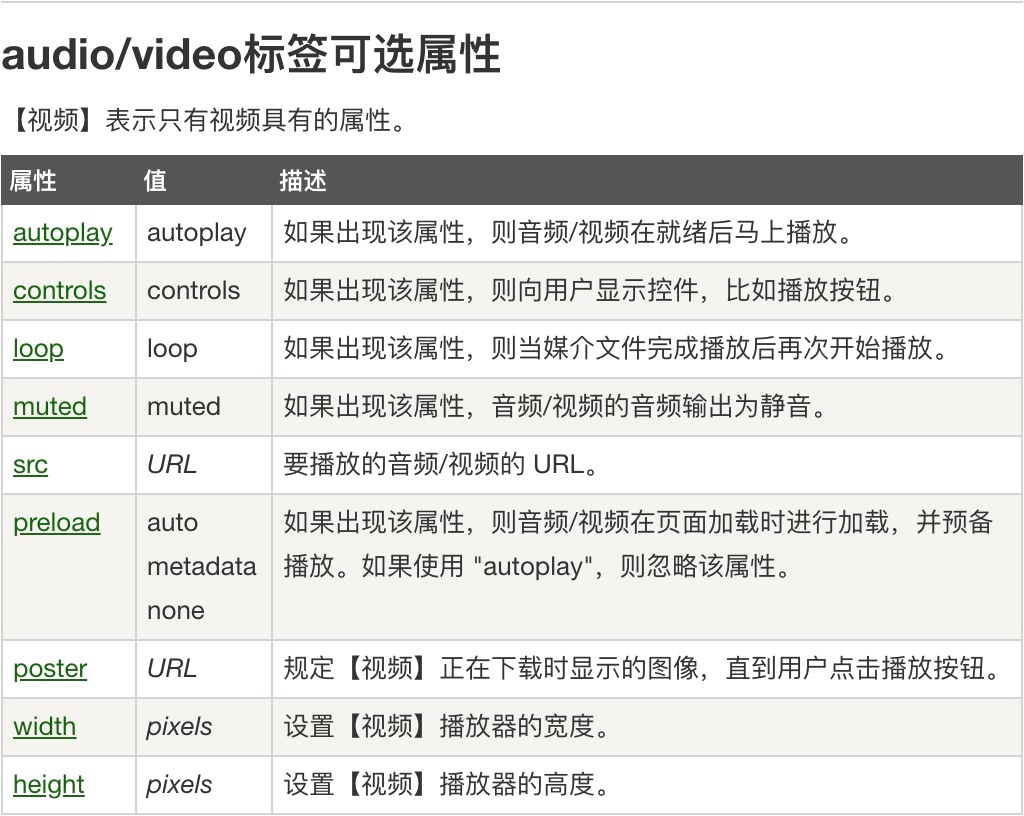 audio/video标签可选属性
【视频】表示只有视频具有的属性。
属性 值 描述
autoplay autoplay 如果出现该属性，则音频/视频在就绪后马上播放。
controls controls 如果出现该属性，则向用户显示控件，比如播放按钮。
loop loop 如果出现该属性，则当媒介文件完成播放后再次开始播放。
muted muted 如果出现该属性，音频/视频的音频输出为静音。
src URL 要播放的音频/视频的 URL。
preload auto 如果出现该属性，则音频/视频在页面加载时进行加载，并预备
metadata 播放。如果使用 "autoplay"，则忽略该属性。
none
poster URL 规定【视频】正在下载时显示的图像，直到用户点击播放按钮。
width pixels 设置【视频】播放器的宽度。
height pixels 设置【视频】播放器的高度。